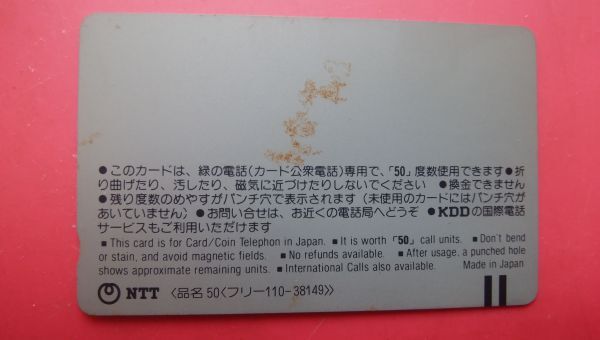 ●このカードは、緑の電話(カード公衆電話)専用で、「50」度数使用できます●折
り曲げたり、汚したり、磁気に近づけたりしないでください ●換金できません
●残り度数のめやすがパンチ穴で表示されます(未使用のカードにはパンチ穴が
あいていません)●お問い合せは、お近くの電話局へどうぞ ●KDDの国際電話
サービスもご利用いただけます
■This card is for Card/Coin Telephon in Japan. ■It is worth 「50」 call units. ■Don't bend
or stain, and avoid magnetic fields. ■No refunds available. ■After usage, a punched hole
shows approximate remaining units. ■International Calls also available. Made in Japan
NTT 〈品名 50〈フリー110-38149〉〉